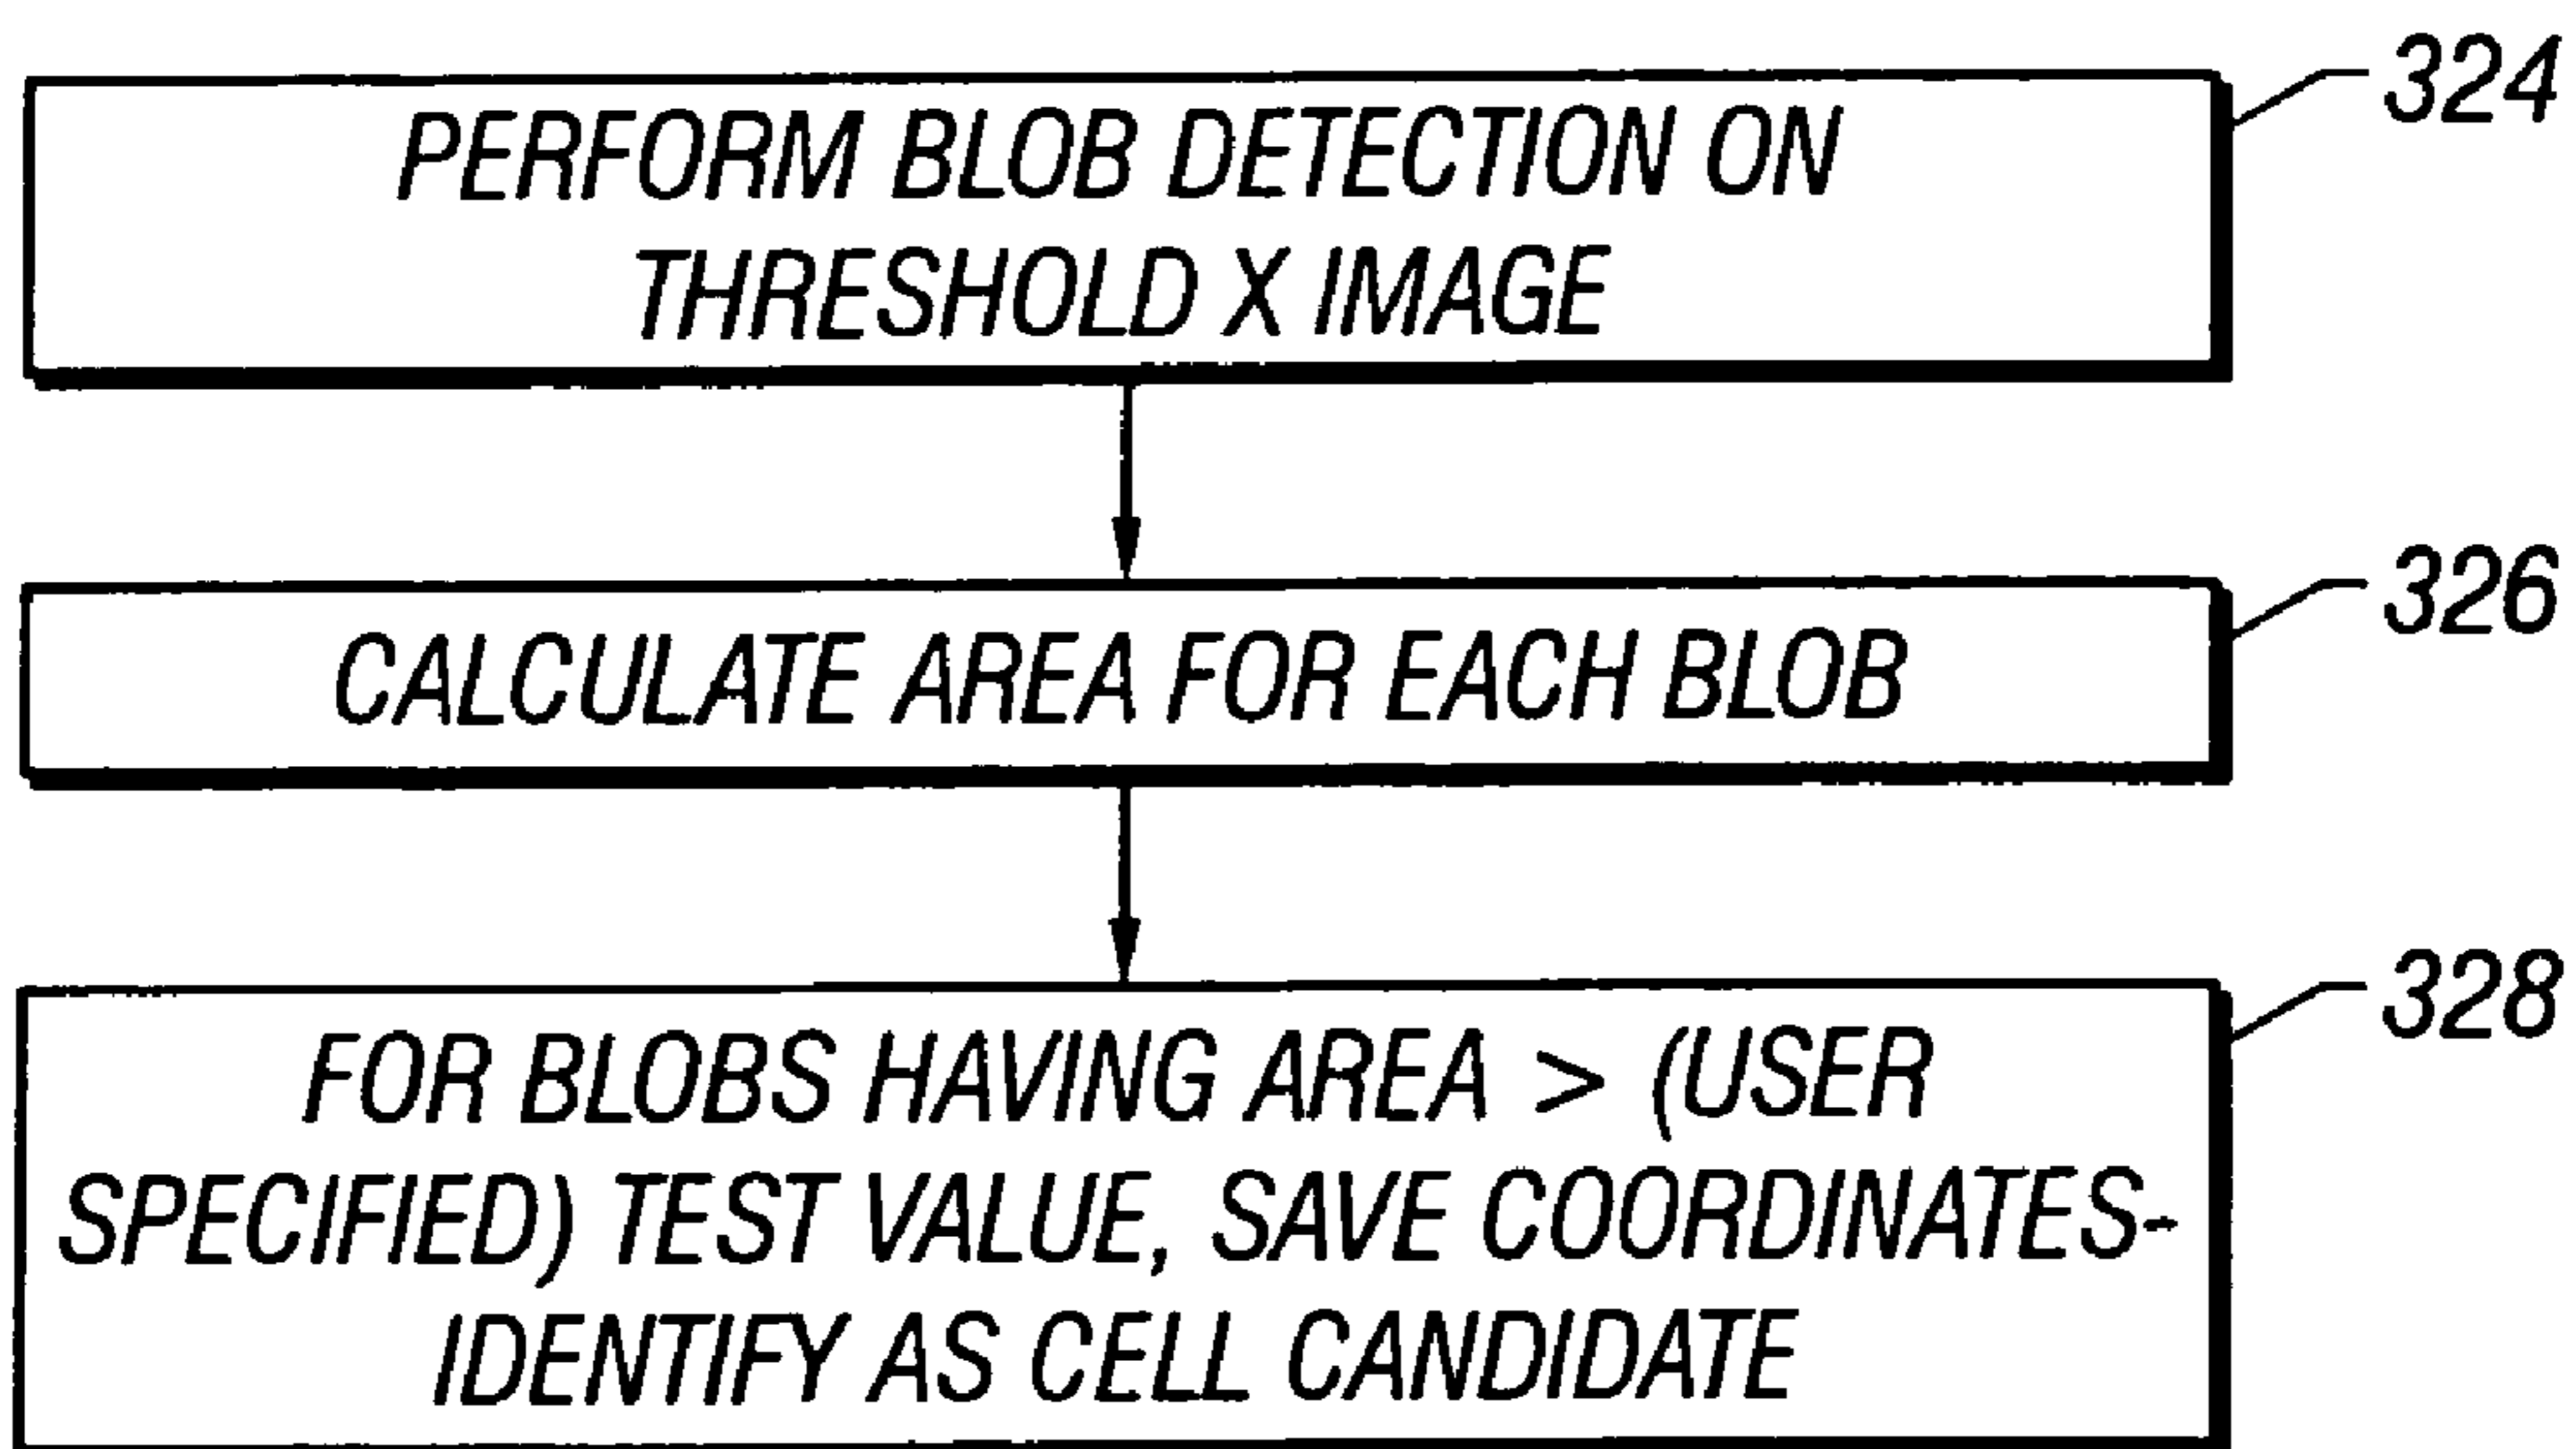 324
PERFORM BLOB DETECTION ON
THRESHOLD X IMAGE
326
CALCULATE AREA FOR EACH BLOB
328
FOR BLOBS HAVING AREA > (USER
SPECIFIED) TEST VALUE, SAVE COORDINATES-
IDENTIFY AS CELL CANDIDATE